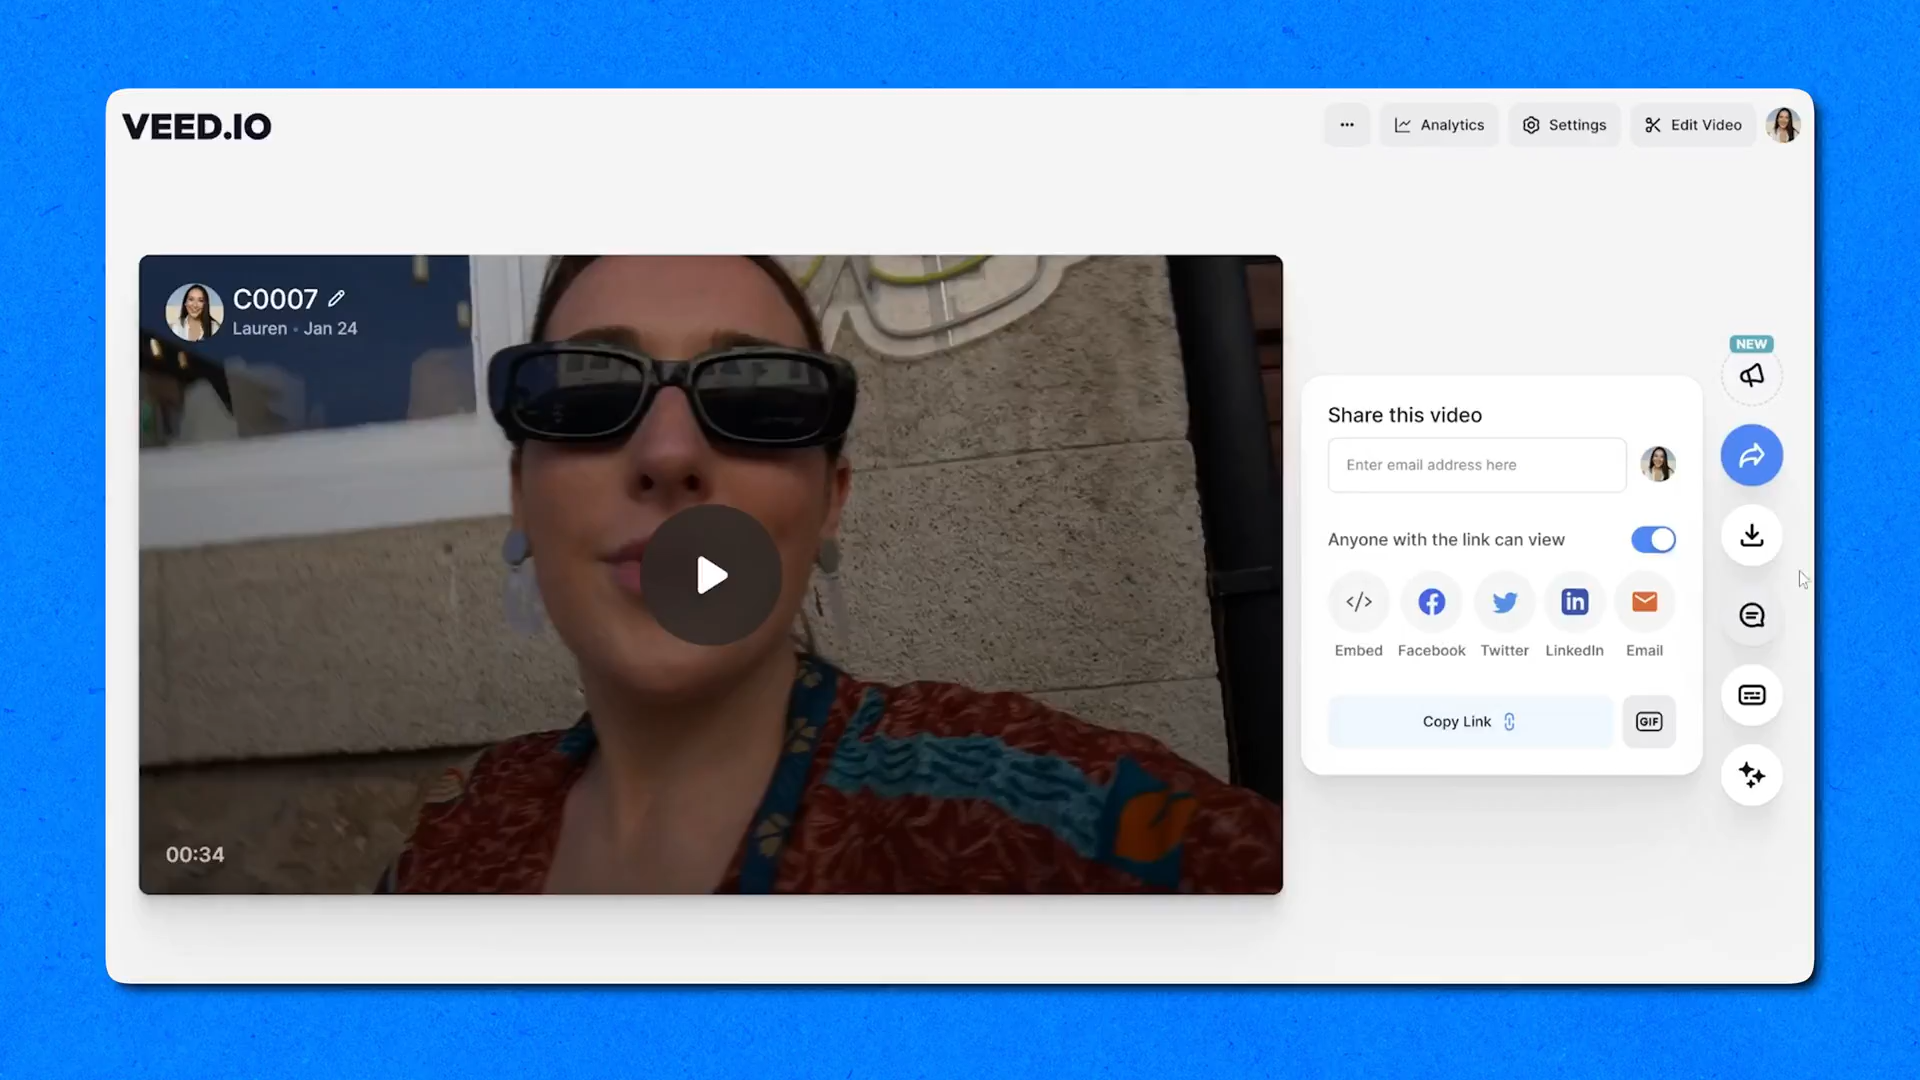 VEED.IO
••• Analytics Settings Edit Video
C0007
Lauren • Jan 24
00:34
NEW
Share this video
Enter email address here
Anyone with the link can view
</>
in
Embed Facebook Twitter LinkedIn Email
Copy Link GIF